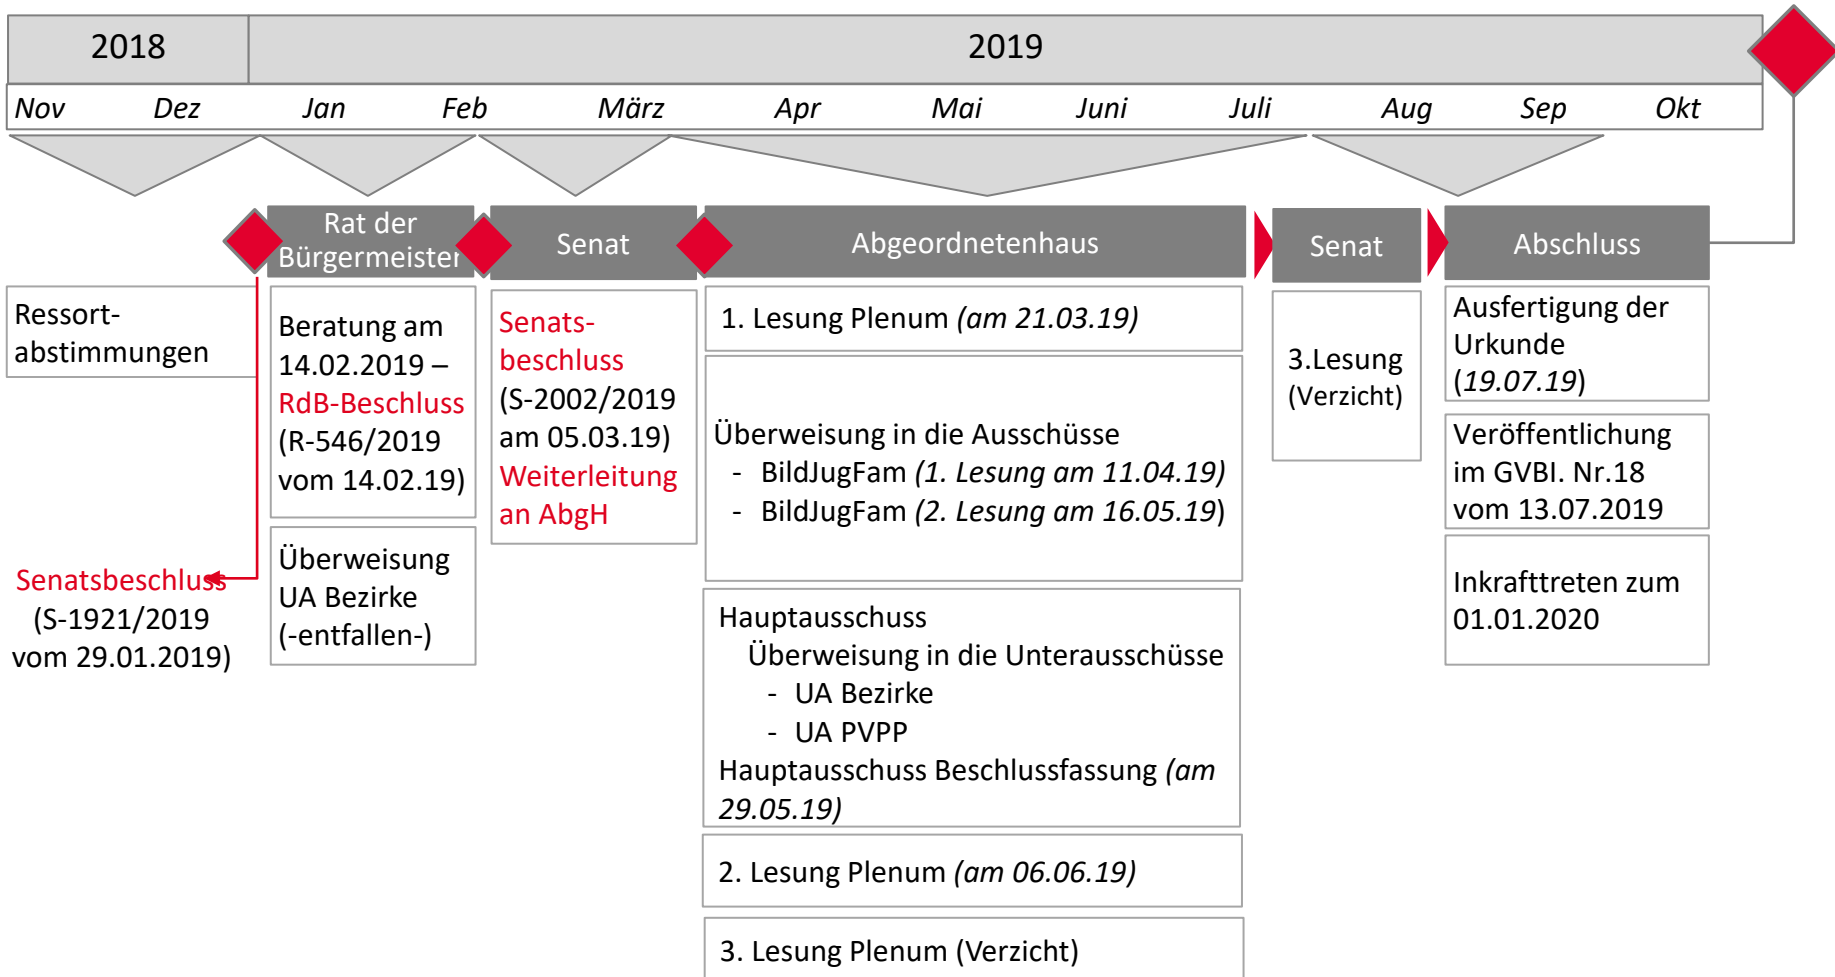 2018
2019
Nov Dez Jan Feb März Apr Mai Juni Juli Aug Sep Okt
Ressort-
abstimmungen
Senatsbeschluss
(S-1921/2019
vom 29.01.2019)
Rat der
Bürgermeister
Beratung am
14.02.2019 –
RdB-Beschluss
(R-546/2019
vom 14.02.19)
Überweisung
UA Bezirke
(-entfallen-)
Senat
Senats-
beschluss
(S-2002/2019
am 05.03.19)
Weiterleitung
an AbgH
Abgeordnetenhaus
1. Lesung Plenum (am 21.03.19)
Überweisung in die Ausschüsse
- BildJugFam (1. Lesung am 11.04.19)
- BildJugFam (2. Lesung am 16.05.19)
Hauptausschuss
Überweisung in die Unterausschüsse
- UA Bezirke
- UA PVPP
Hauptausschuss Beschlussfassung (am
29.05.19)
2. Lesung Plenum (am 06.06.19)
3. Lesung Plenum (Verzicht)
Senat
3.Lesung
(Verzicht)
Abschluss
Ausfertigung der
Urkunde
(19.07.19)
Veröffentlichung
im GVBI. Nr.18
vom 13.07.2019
Inkrafttreten zum
01.01.2020